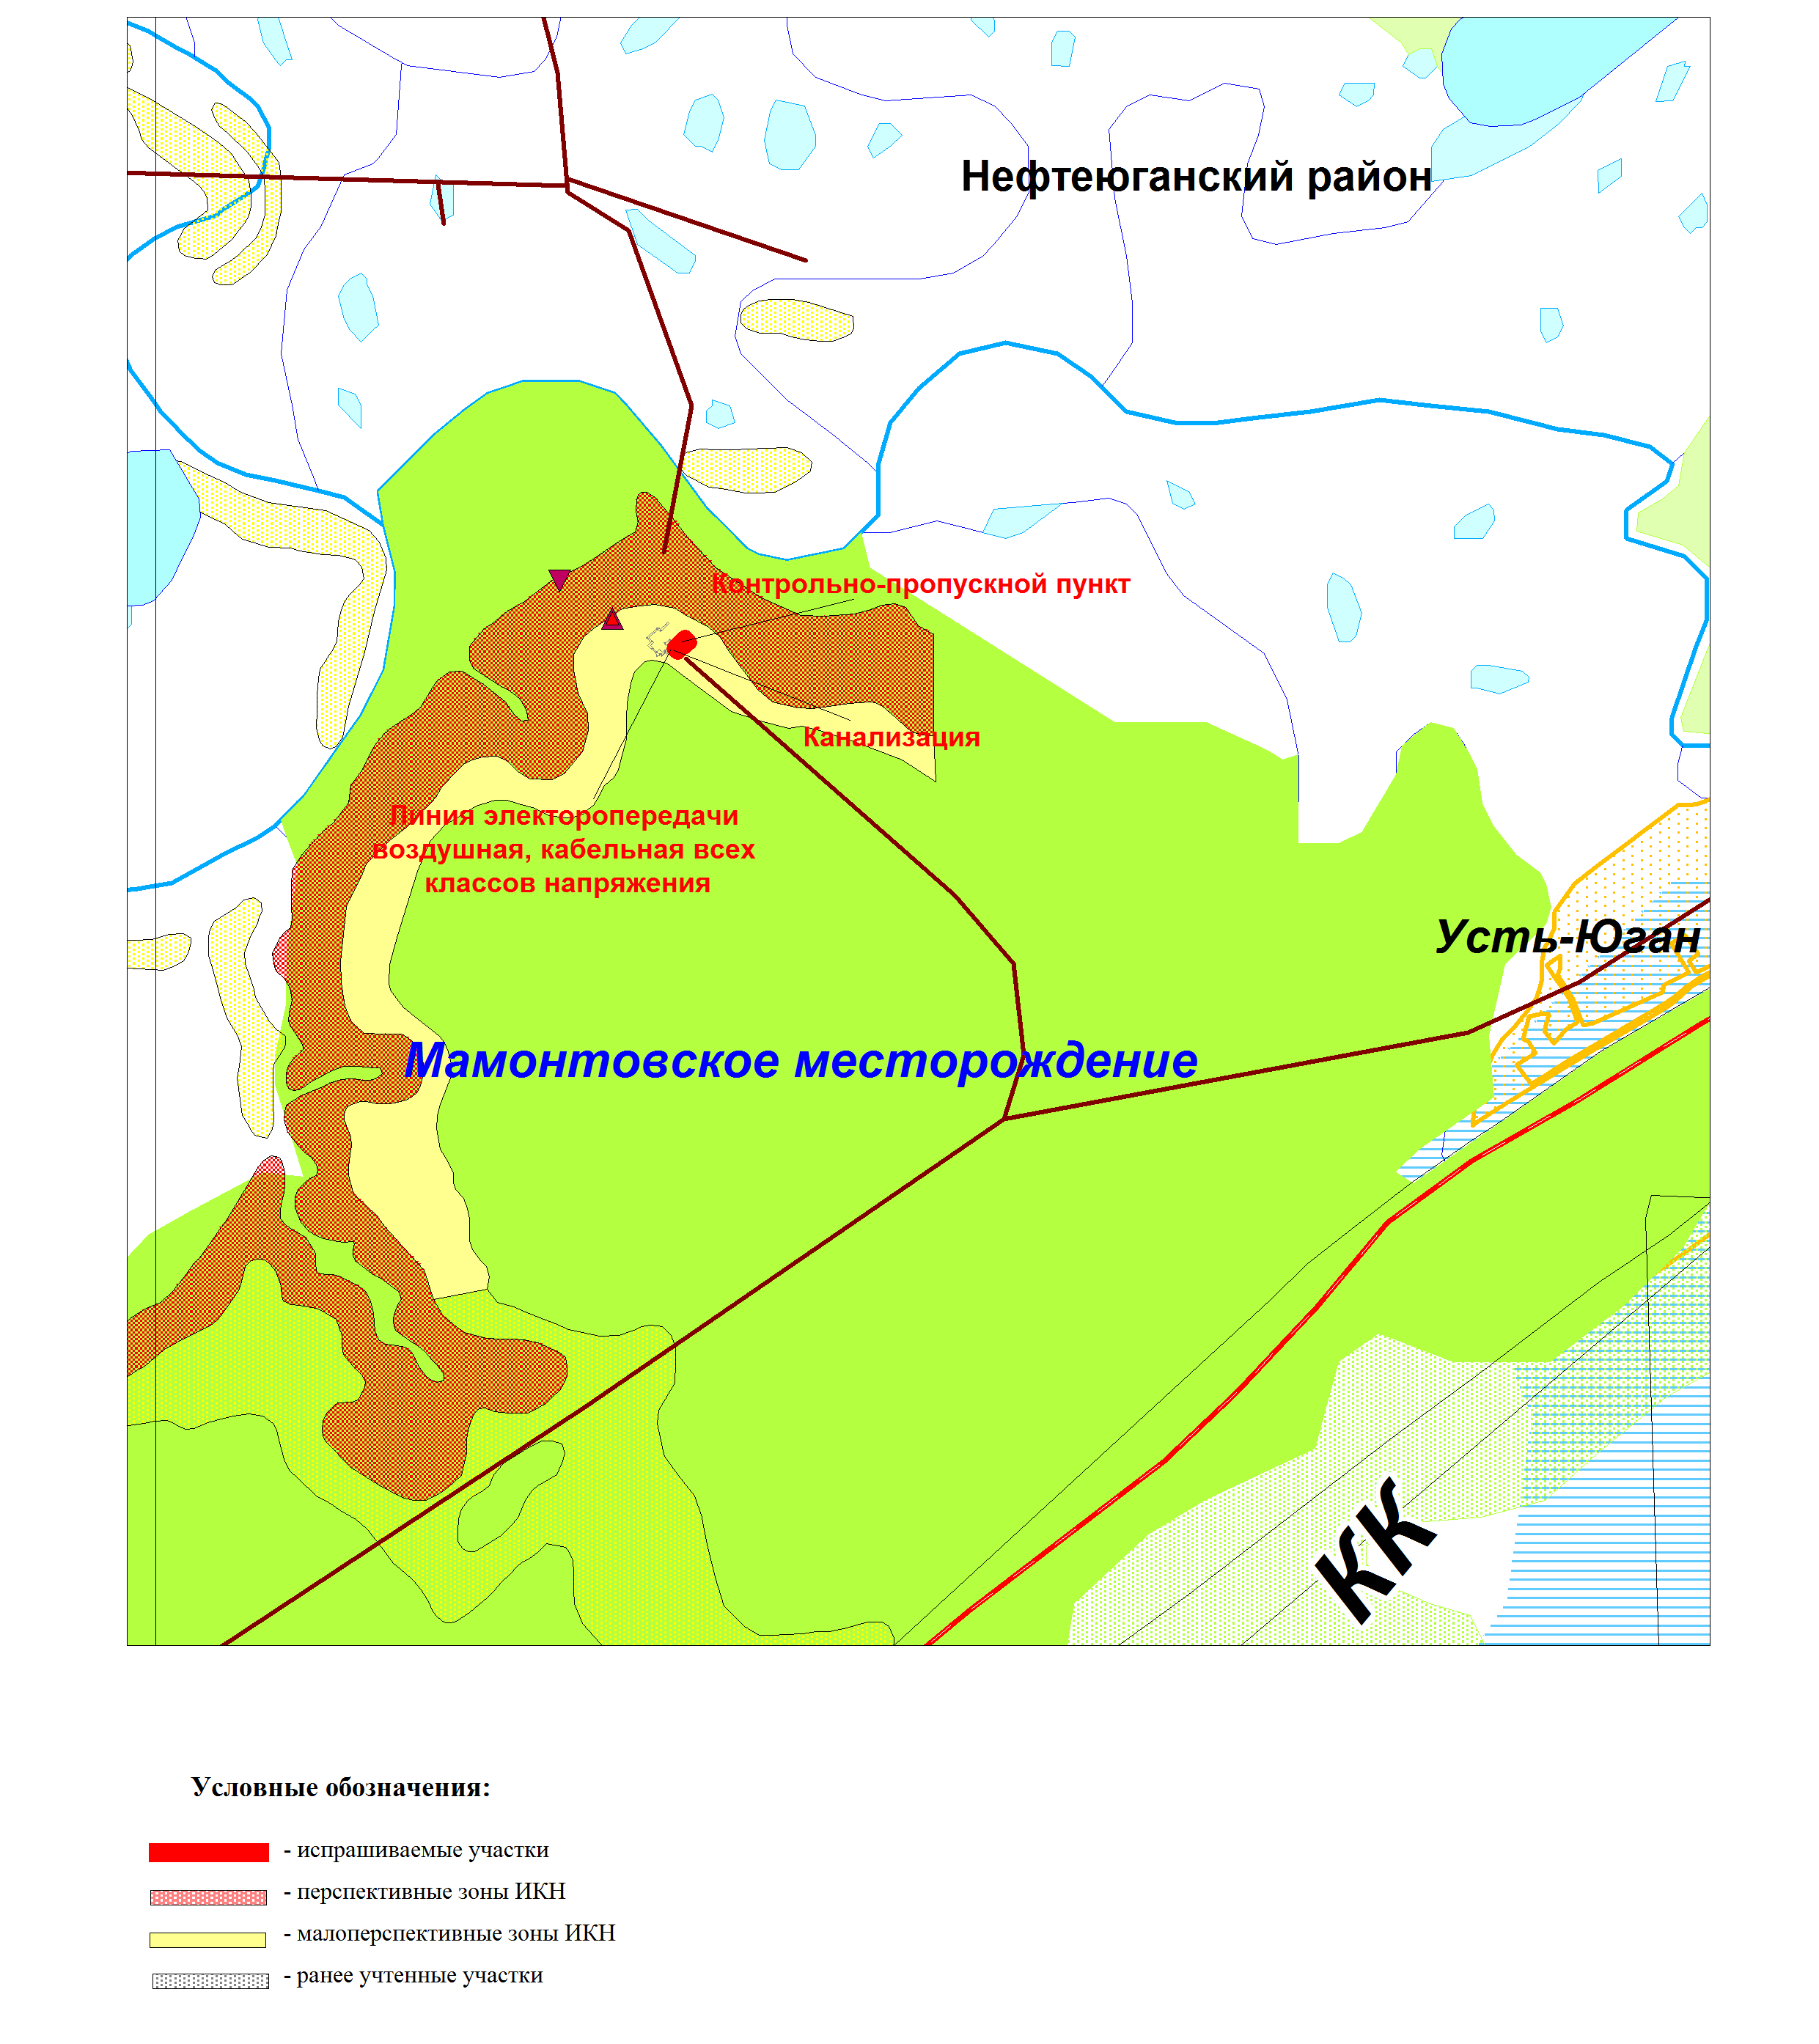 Нефтеюганский район
Контрольно-пропускной пункт
Канализация
Линия электоропередачи
воздушная, кабельная всех
классов напряжения
Усть-Юган
Мамонтовское месторождение
КК
Условные обозначения:
- испрашиваемые участки
- перспективные зоны ИКН
- малоперспективные зоны ИКН
- ранее учтенные участки